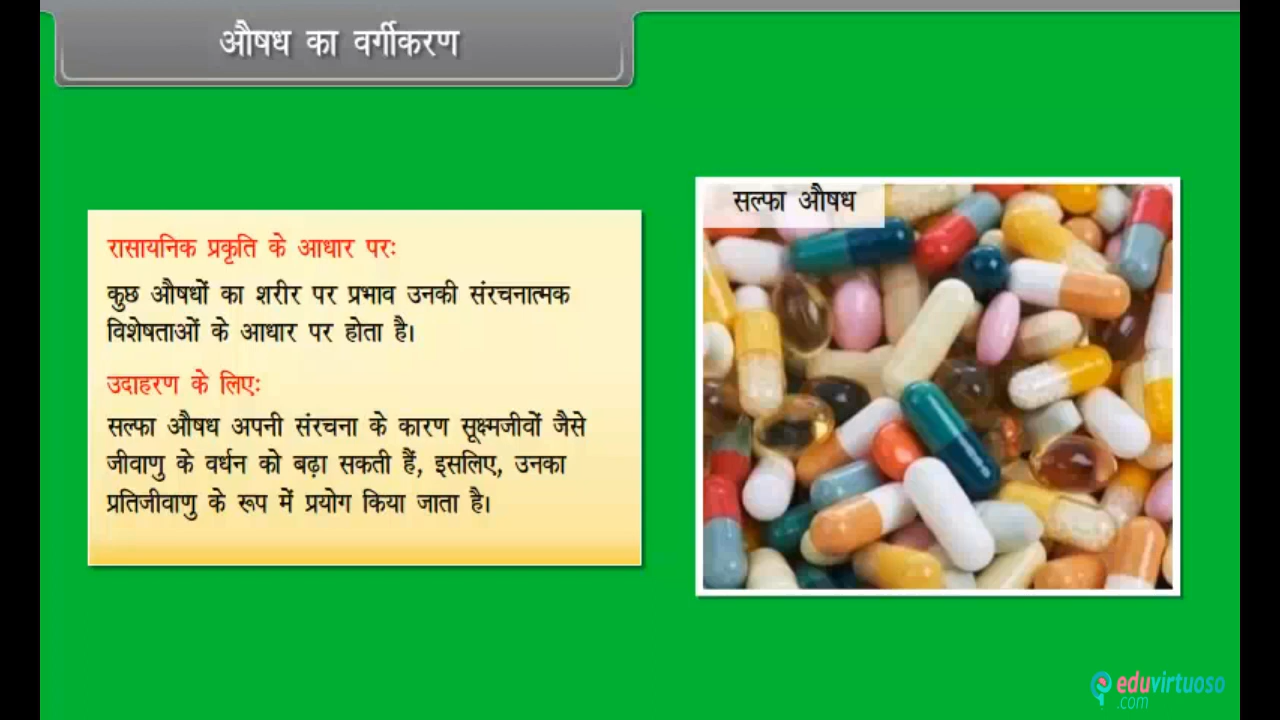 औषध का वर्गीकरण
सल्फा औषध
रासायनिक प्रकृति के आधार परः
कुछ औषधों का शरीर पर प्रभाव उनकी संरचनात्मक
विशेषताओं के आधार पर होता है।
उदाहरण के लिएः
सल्फा औषध अपनी संरचना के कारण सूक्ष्मजीवों जैसे
जीवाणु के वर्धन को बढ़ा सकती हैं, इसलिए, उनका
प्रतिजीवाणु के रूप में प्रयोग किया जाता है।
eduvirtuoso
.com